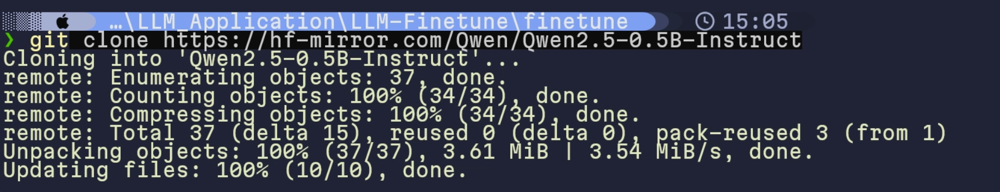 …\LLM_Application\LLM-Finetune\finetune 15:05
❯ git clone https://hf-mirror.com/Qwen/Qwen2.5-0.5B-Instruct
Cloning into 'Qwen2.5-0.5B-Instruct'...
remote: Enumerating objects: 37, done.
remote: Counting objects: 100% (34/34), done.
remote: Compressing objects: 100% (34/34), done.
remote: Total 37 (delta 15), reused 0 (delta 0), pack-reused 3 (from 1)
Unpacking objects: 100% (37/37), 3.61 MiB | 3.54 MiB/s, done.
Updating files: 100% (10/10), done.